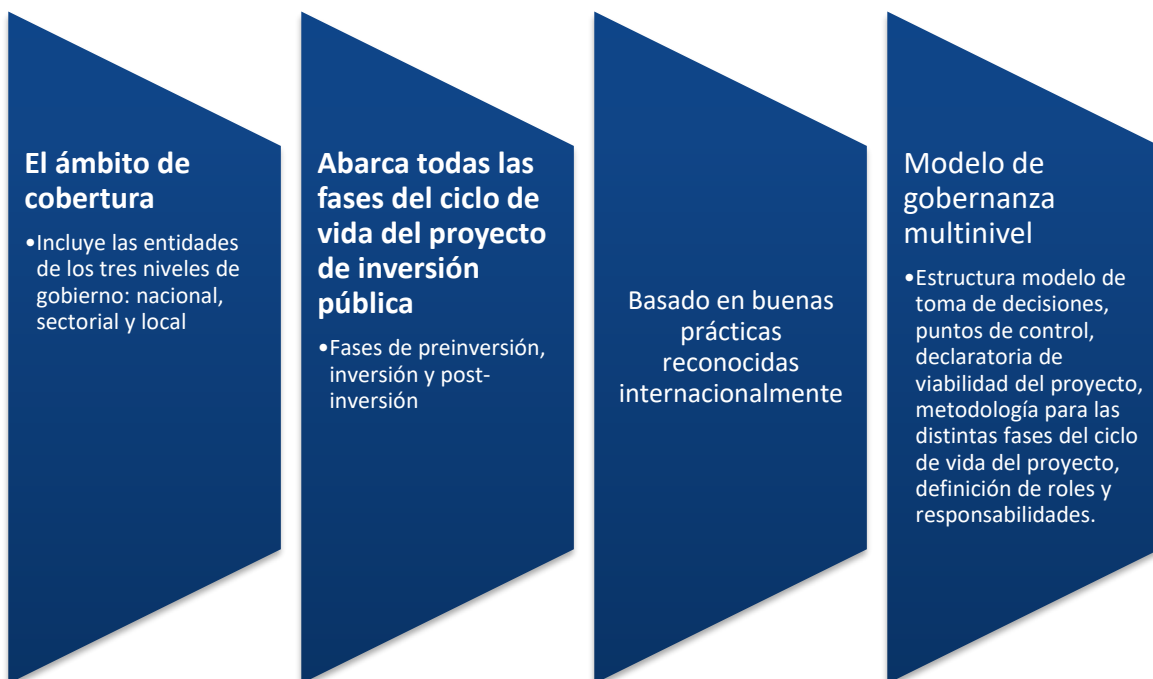 El ámbito de
cobertura
•Incluye las entidades
de los tres niveles de
gobierno: nacional,
sectorial y local
Abarca todas las
fases del ciclo de
vida del proyecto
de inversión
pública
•Fases de preinversión,
inversión y post-
inversión
Basado en buenas
prácticas
reconocidas
internacionalmente
Modelo de
gobernanza
multinivel
•Estructura modelo de
toma de decisiones,
puntos de control,
declaratoria de
viabilidad del proyecto,
metodología para las
distintas fases del ciclo
de vida del proyecto,
definición de roles y
responsabilidades.